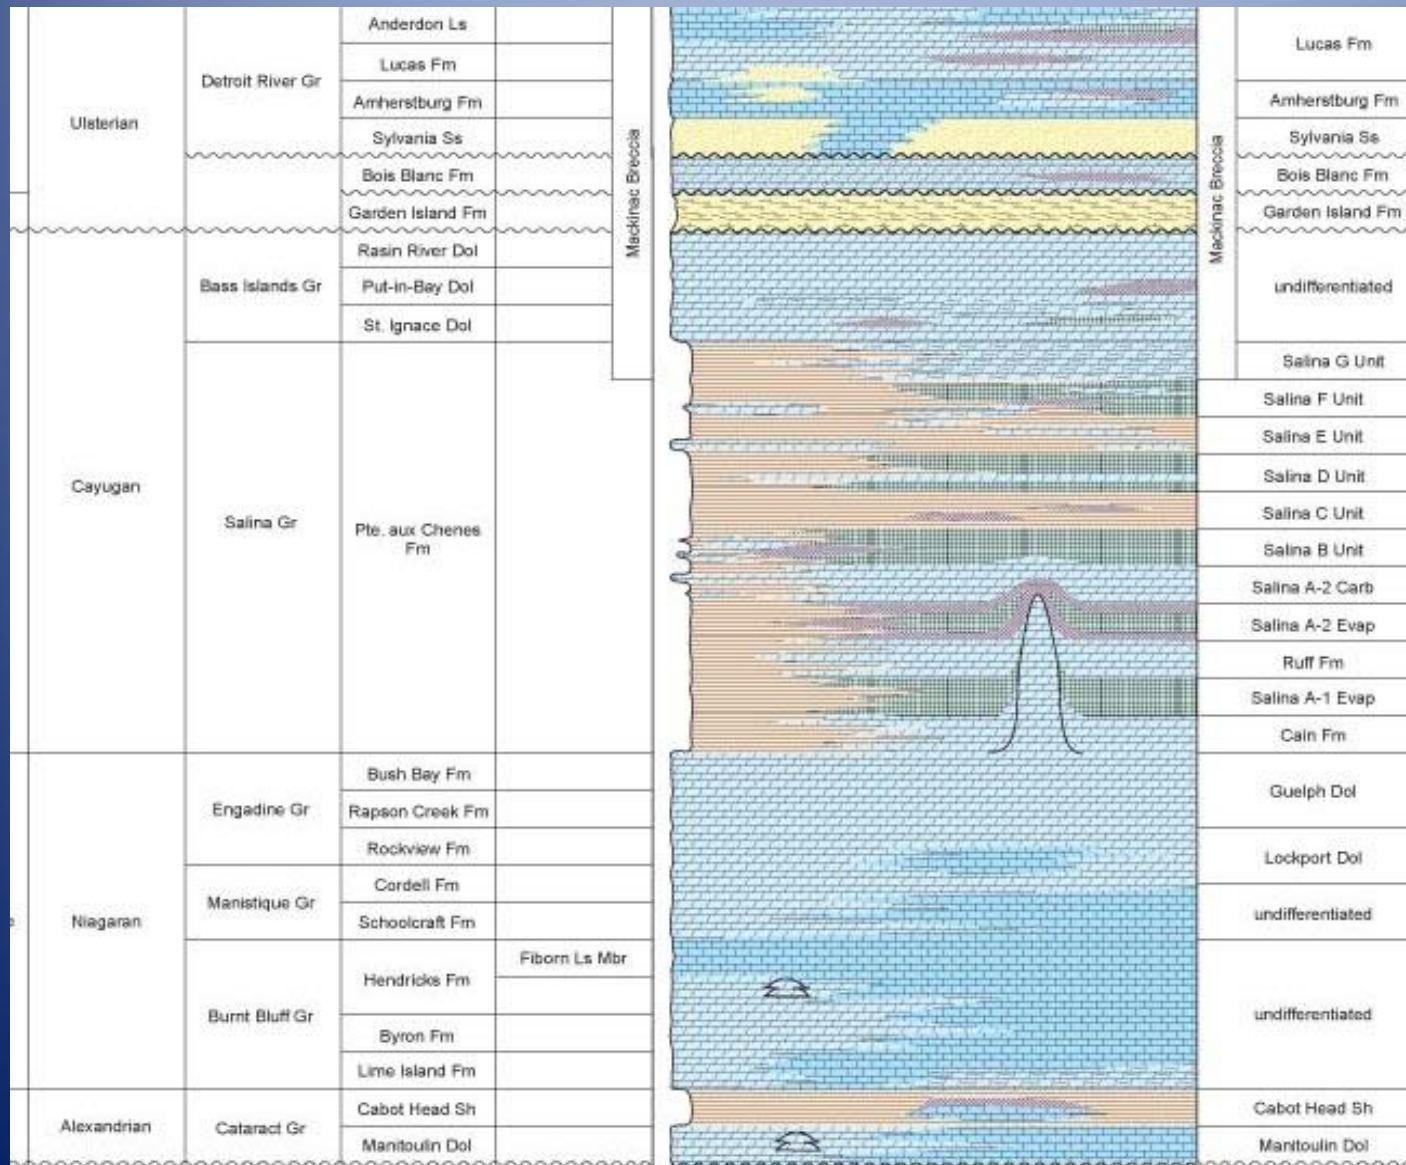 Ulsterian
Cayugan
Niagaran
Alexandrian
Detroit River Gr
Bass Islands Gr
Salina Gr
Engadine Gr
Manistique Gr
Burnt Bluff Gr
Cataract Gr
Anderdon Ls
Lucas Fm
Amherstburg Fm
Sylvania Ss
Bois Blanc Fm
Garden Island Fm
Rasin River Dol
Put-in-Bay Dol
St. Ignace Dol
Pte. aux Chenes
Fm
Bush Bay Fm
Rapson Creek Fm
Rockview Fm
Cordell Fm
Schoolcraft Fm
Hendricks Fm
Byron Fm
Lime Island Fm
Cabot Head Sh
Manitoulin Dol
Fiborn Ls Mbr
Mackinac Breccia
Mackinac Breccia
Lucas Fm
Amherstburg Fm
Sylvania Ss
Bois Blanc Fm
Garden Island Fm
undifferentiated
Salina G Unit
Salina F Unit
Salina E Unit
Salina D Unit
Salina C Unit
Salina B Unit
Salina A-2 Carb
Salina A-2 Evap
Ruff Fm
Salina A-1 Evap
Cain Fm
Guelph Dol
Lockport Dol
undifferentiated
undifferentiated
Cabot Head Sh
Manitoulin Dol